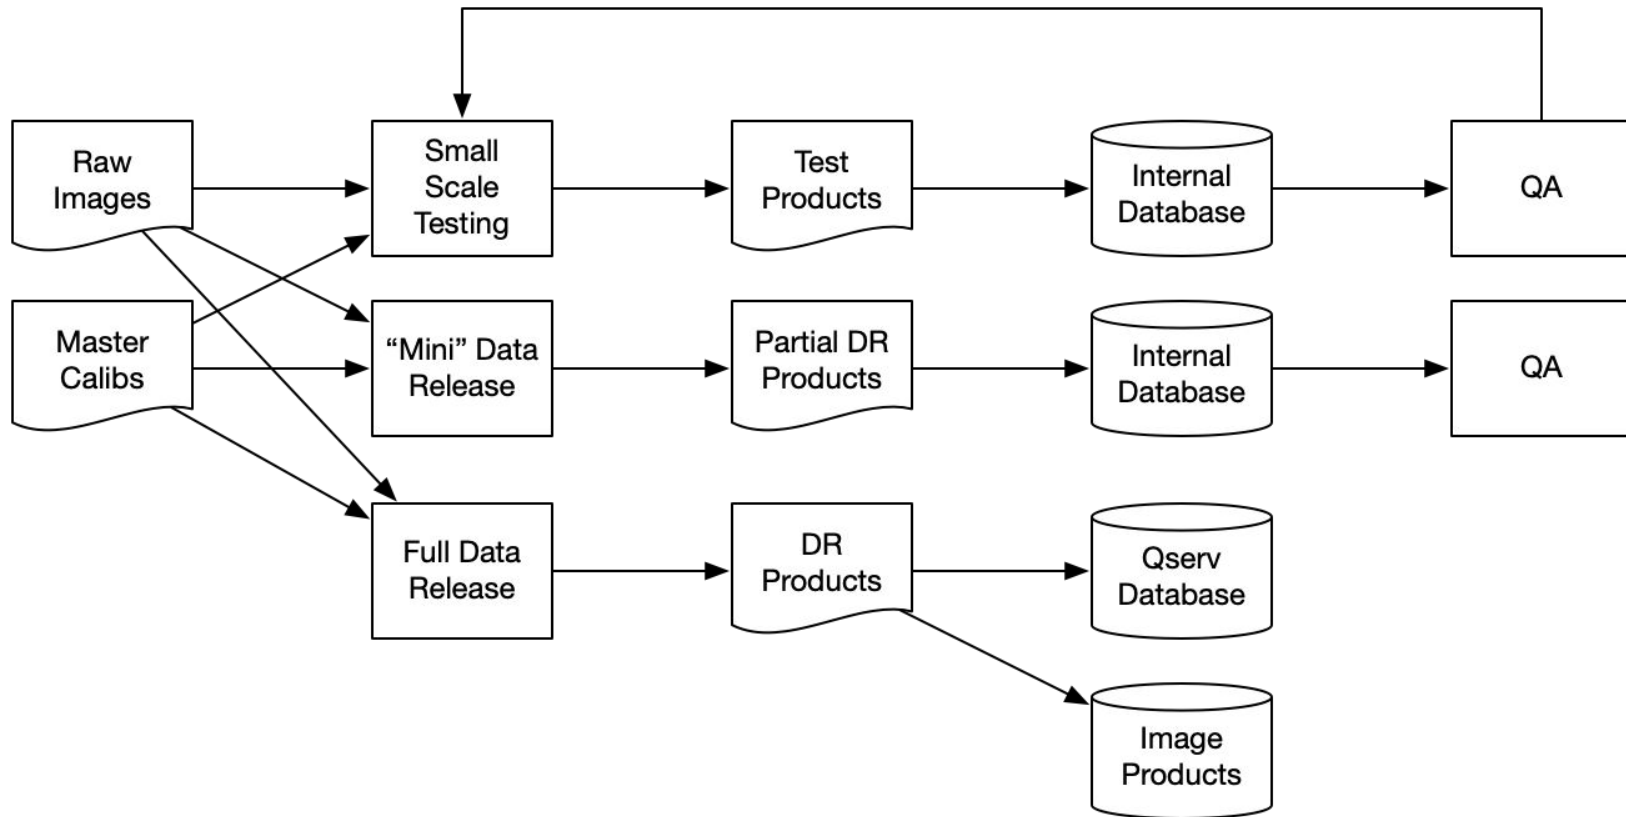 Raw
Images
Small
Scale
Testing
Test
Products
Internal
Database
QA
Master
Calibs
“Mini” Data
Release
Partial DR
Products
Internal
Database
QA
Full Data
Release
DR
Products
Qserv
Database
Image
Products